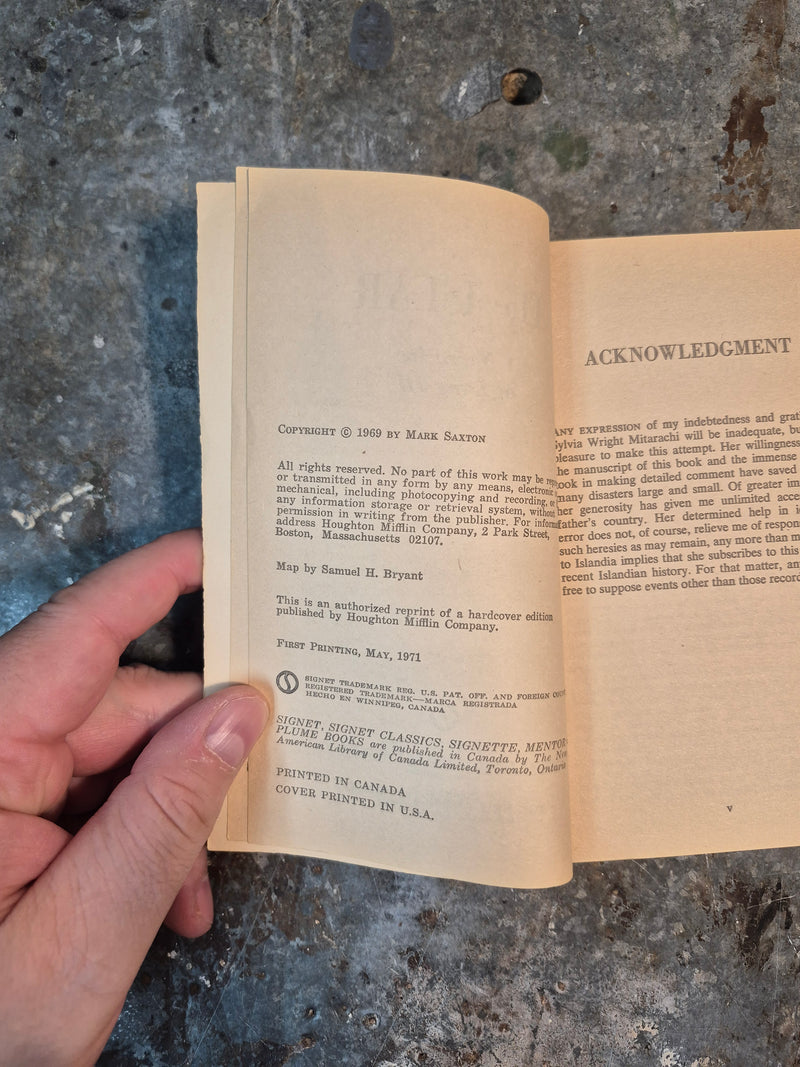 COPYRIGHT © 1969 BY MARK SAXTON
All rights reserved. No part of this work may be
or transmitted in any form by any means, electronic
mechanical, including photocopying and recording, or
any information storage or retrieval system, without
permission in writing from the publisher. For
address Houghton Mifflin Company, 2 Park Street,
Boston, Massachusetts 02107.
Map by Samuel H. Bryant
This is an authorized reprint of a hardcover edition
published by Houghton Mifflin Company.
FIRST PRINTING, MAY, 1971
SIGNET TRADEMARK REG. U.S. PAT. OFF. AND FOREIGN
REGISTERED TRADEMARK—MARCA REGISTRADA
HECHO EN WINNIPEG, CANADA
SIGNET, SIGNET CLASSICS, SIGNETTE, MENTOR
PLUME BOOKS are published in Canada by The
American Library of Canada Limited, Toronto, Ontario
PRINTED IN CANADA
COVER PRINTED IN U.S.A.
ACKNOWLEDGMENT
ANY EXPRESSION of my indebtedness and
Sylvia Wright Mitarachi will be inadequate,
pleasure to make this attempt. Her willingness
the manuscript of this book and the immense
took in making detailed comment have saved
many disasters large and small. Of greater
her generosity has given me unlimited
father's country. Her determined help in
error does not, of course, relieve me of
such heresies as may remain, any more than
to Islandia implies that she subscribes to this
recent Islandian history. For that matter,
free to suppose events other than those
v